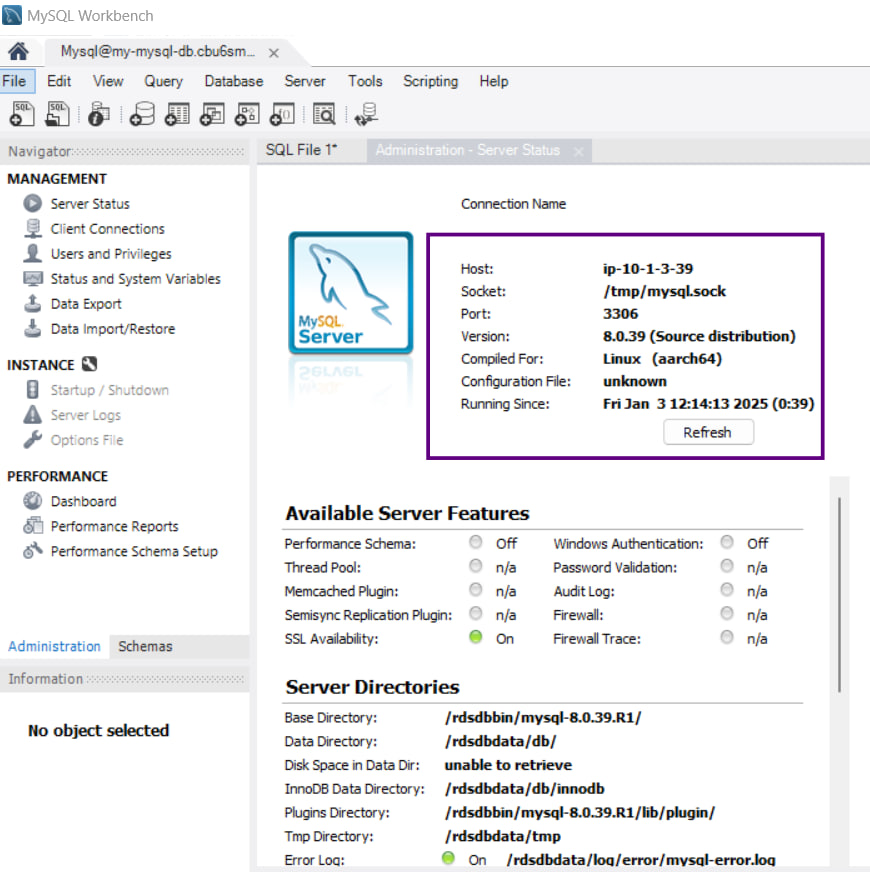 MySQL Workbench
Mysql@my-mysql-db.cbu6sm... ×
File Edit View Query Database Server Tools Scripting Help
SQL SQL
Navigator
SQL File 1* Administration - Server Status ×
MANAGEMENT
Server Status
Client Connections
Users and Privileges
Status and System Variables
Data Export
Data Import/Restore
INSTANCE
Startup / Shutdown
Server Logs
Options File
PERFORMANCE
Dashboard
Performance Reports
Performance Schema Setup
Administration Schemas
Information
No object selected
Connection Name
MySQL
Server
Host: ip-10-1-3-39
Socket: /tmp/mysql.sock
Port: 3306
Version: 8.0.39 (Source distribution)
Compiled For: Linux (aarch64)
Configuration File: unknown
Running Since: Fri Jan 3 12:14:13 2025 (0:39)
Refresh
Available Server Features
Performance Schema: Off Windows Authentication: Off
Thread Pool: n/a Password Validation: n/a
Memcached Plugin: n/a Audit Log: n/a
Semisync Replication Plugin: n/a Firewall: n/a
SSL Availability: On Firewall Trace: n/a
Server Directories
Base Directory: /rdsdbbin/mysql-8.0.39.R1/
Data Directory: /rdsdbdata/db/
Disk Space in Data Dir: unable to retrieve
InnoDB Data Directory: /rdsdbdata/db/innodb
Plugins Directory: /rdsdbbin/mysql-8.0.39.R1/lib/plugin/
Tmp Directory: /rdsdbdata/tmp
Error Log: On /rdsdbdata/log/error/mysql-error.log